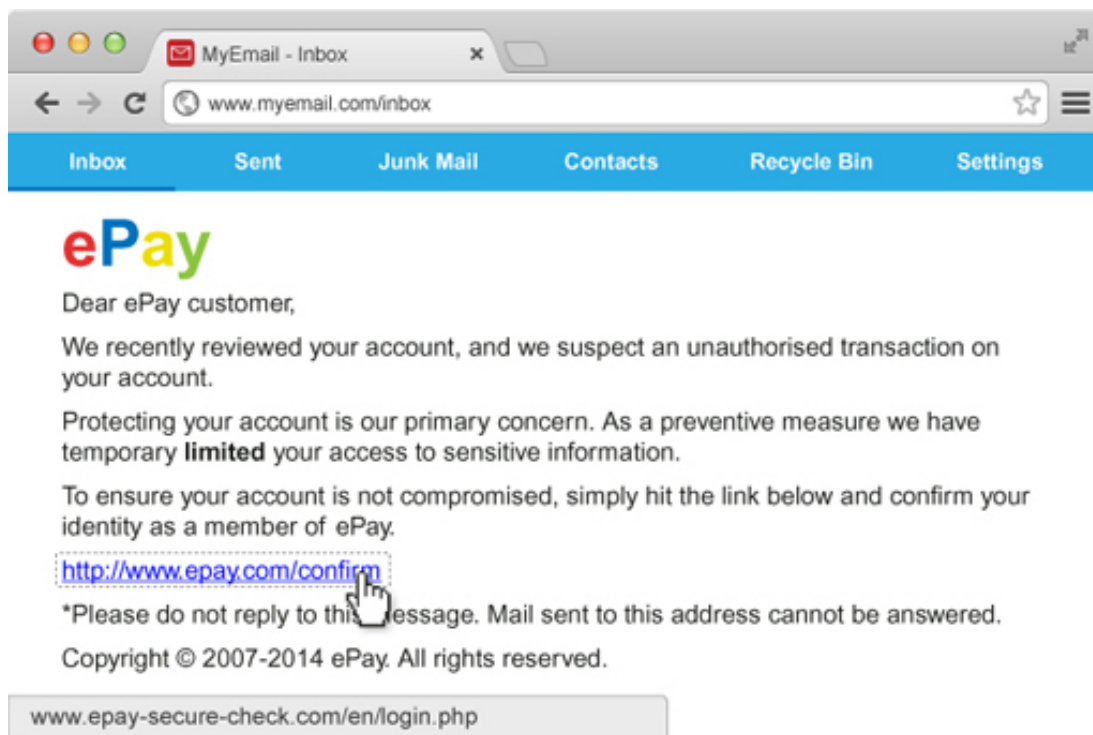 MyEmail - Inbox
www.myemail.com/inbox
Inbox Sent Junk Mail Contacts Recycle Bin Settings
ePay
Dear ePay customer,
We recently reviewed your account, and we suspect an unauthorised transaction on
your account.
Protecting your account is our primary concern. As a preventive measure we have
temporary limited your access to sensitive information.
To ensure your account is not compromised, simply hit the link below and confirm your
identity as a member of ePay.
http://www.epay.com/confirm
*Please do not reply to this message. Mail sent to this address cannot be answered.
Copyright © 2007-2014 ePay. All rights reserved.
www.epay-secure-check.com/en/login.php